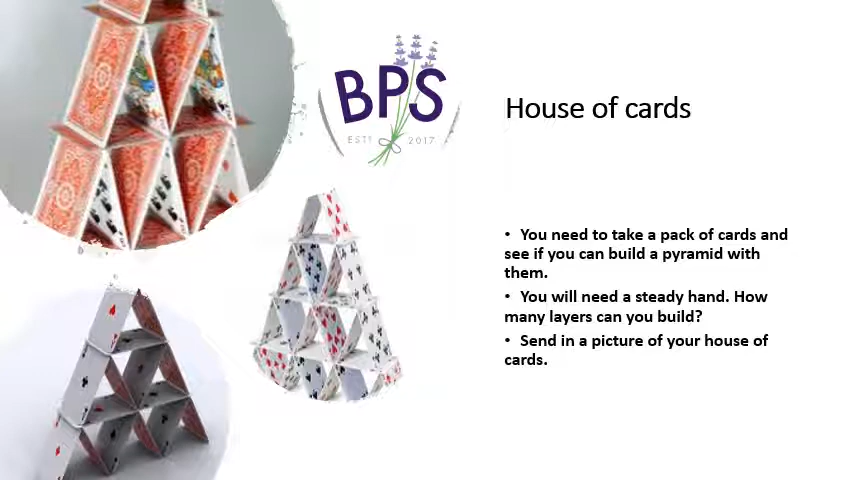 BPS
EST! 2017
House of cards
• You need to take a pack of cards and
see if you can build a pyramid with
them.
• You will need a steady hand. How
many layers can you build?
• Send in a picture of your house of
cards.